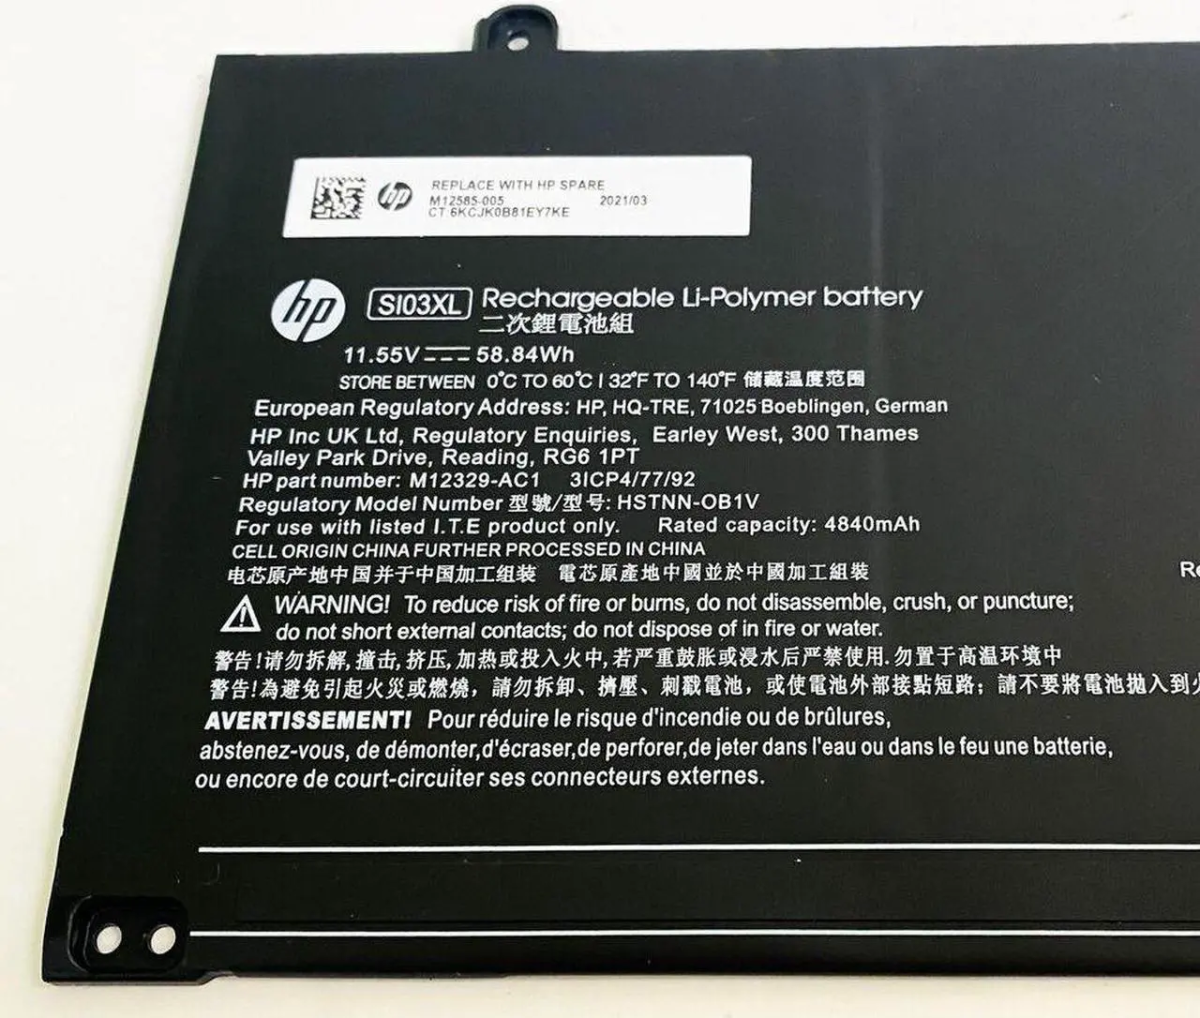 hp
REPLACE WITH HP SPARE
M12585-005 2021/03
CT:6KCJK0B81EY7KE
hp SI03XL Rechargeable Li-Polymer battery
二次鋰電池組
11.55V 58.84Wh
STORE BETWEEN 0°C TO 60°C | 32°F TO 140°F 储藏温度范围
European Regulatory Address: HP, HQ-TRE, 71025 Boeblingen, German
HP Inc UK Ltd, Regulatory Enquiries, Earley West, 300 Thames
Valley Park Drive, Reading, RG6 1PT
HP part number: M12329-AC1 3ICP4/77/92
Regulatory Model Number 型號/型号: HSTNN-OB1V
For use with listed I.T.E product only. Rated capacity: 4840mAh
CELL ORIGIN CHINA FURTHER PROCESSED IN CHINA
电芯原产地中国并于中国加工组装 電芯原產地中國並於中國加工組裝
Re
WARNING! To reduce risk of fire or burns, do not disassemble, crush, or puncture;
do not short external contacts; do not dispose of in fire or water.
警告!请勿拆解,撞击,挤压,加热或投入火中,若严重鼓胀或浸水后严禁使用.勿置于高温环境中
警告!為避免引起火災或燃燒，請勿拆卸、擠壓、刺戳電池，或使電池外部接點短路；請不要將電池拋入到火
AVERTISSEMENT! Pour réduire le risque d'incendie ou de brûlures,
abstenez-vous, de démonter,d'écraser,de perforer,de jeter dans l'eau ou dans le feu une batterie,
ou encore de court-circuiter ses connecteurs externes.